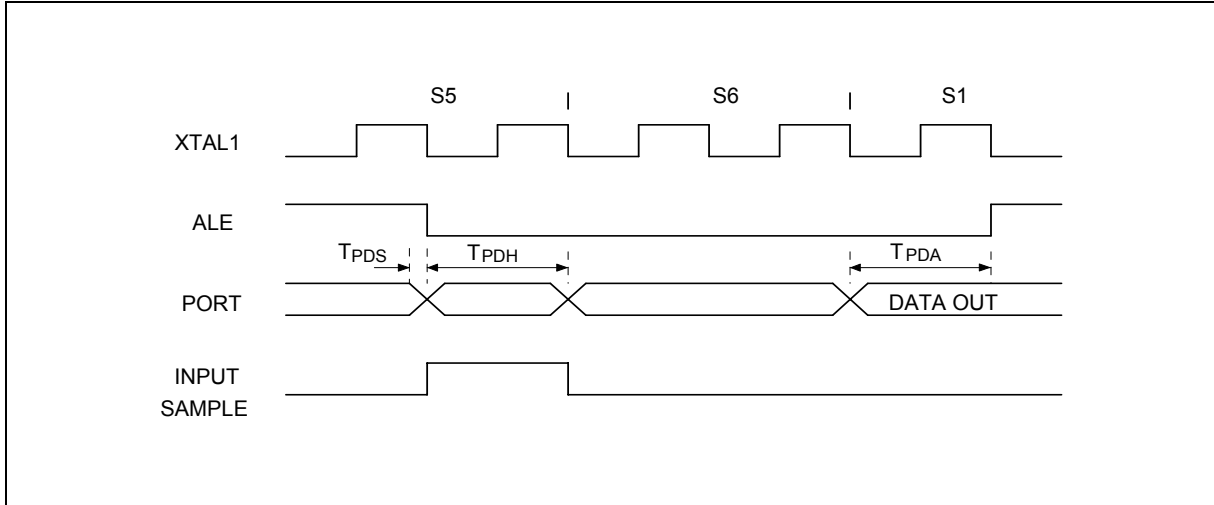 S5 | S6 | S1
XTAL1
ALE
TPDS TPDH TPDA
PORT DATA OUT
INPUT
SAMPLE